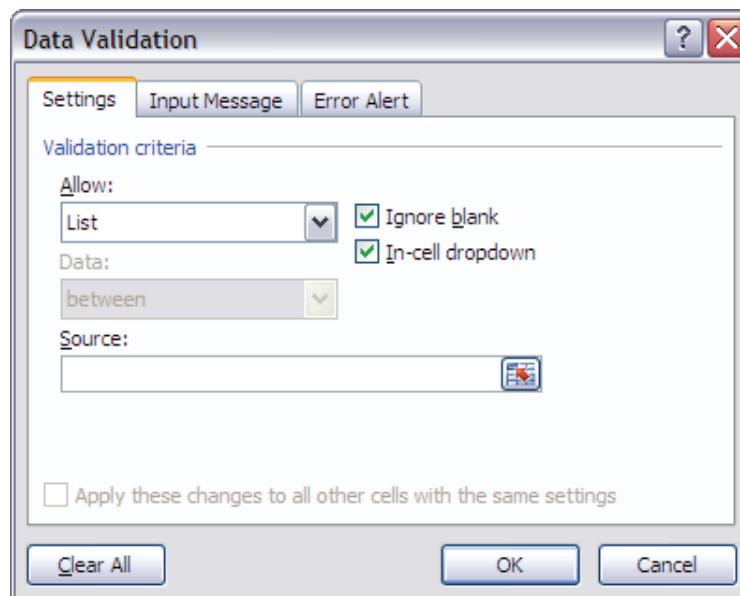 Data Validation
Settings Input Message Error Alert
Validation criteria
Allow:
List
Ignore blank
Data:
In-cell dropdown
between
Source:
Apply these changes to all other cells with the same settings
Clear All OK Cancel